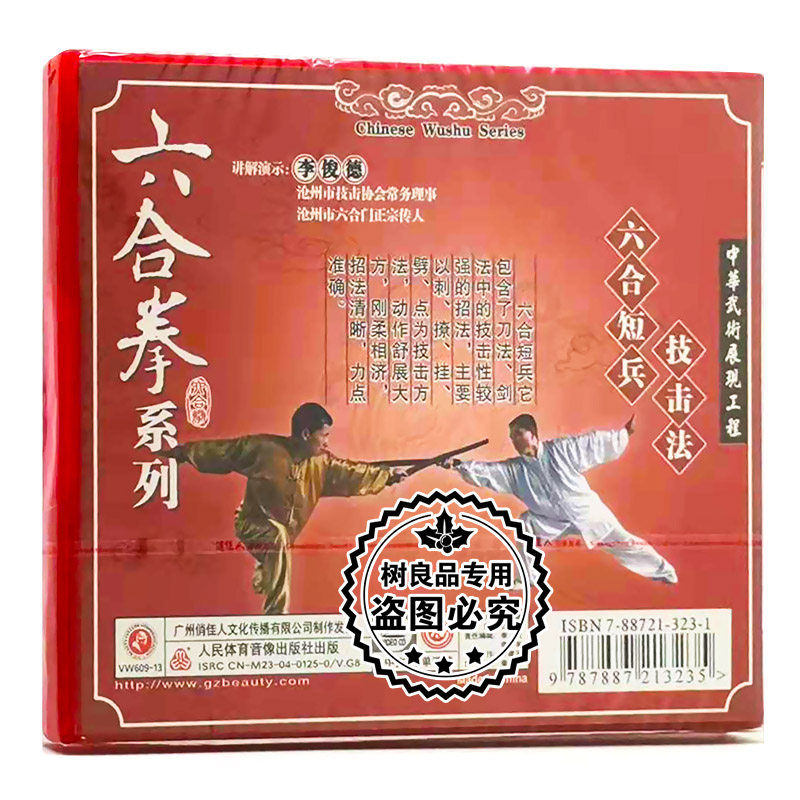 Chinese Wushu Series
六合拳系列
讲解演示:李俊德
沧州市技击协会常务理事
沧州市六合门正宗传人
中華武術展現工程
六合短兵
技击法
六合短兵它
包含了刀法、剑
法中的技击性较
强的招法,主要
以刺、撩、挂、
劈、点为技击方
法,动作舒展大
方,刚柔相济,
招法清晰,力点
准确。
树良品专用
盗图必究
VW609-13
广州俏佳人文化传播有限公司制作发
人民体育音像出版社出版
ISRC CN-M23-04-0125-0/V.G8
http://www.gzbeauty.com
ISBN 7-88721-323-1
9 787887 213235 >